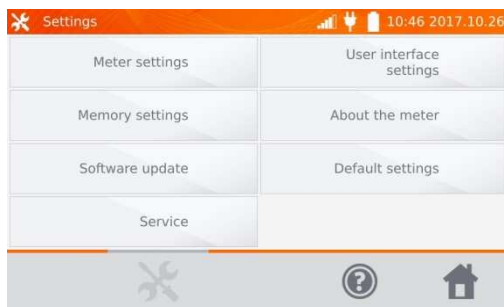 Settings
10:46 2017.10.26
Meter settings
User interface
settings
Memory settings
About the meter
Software update
Default settings
Service
?